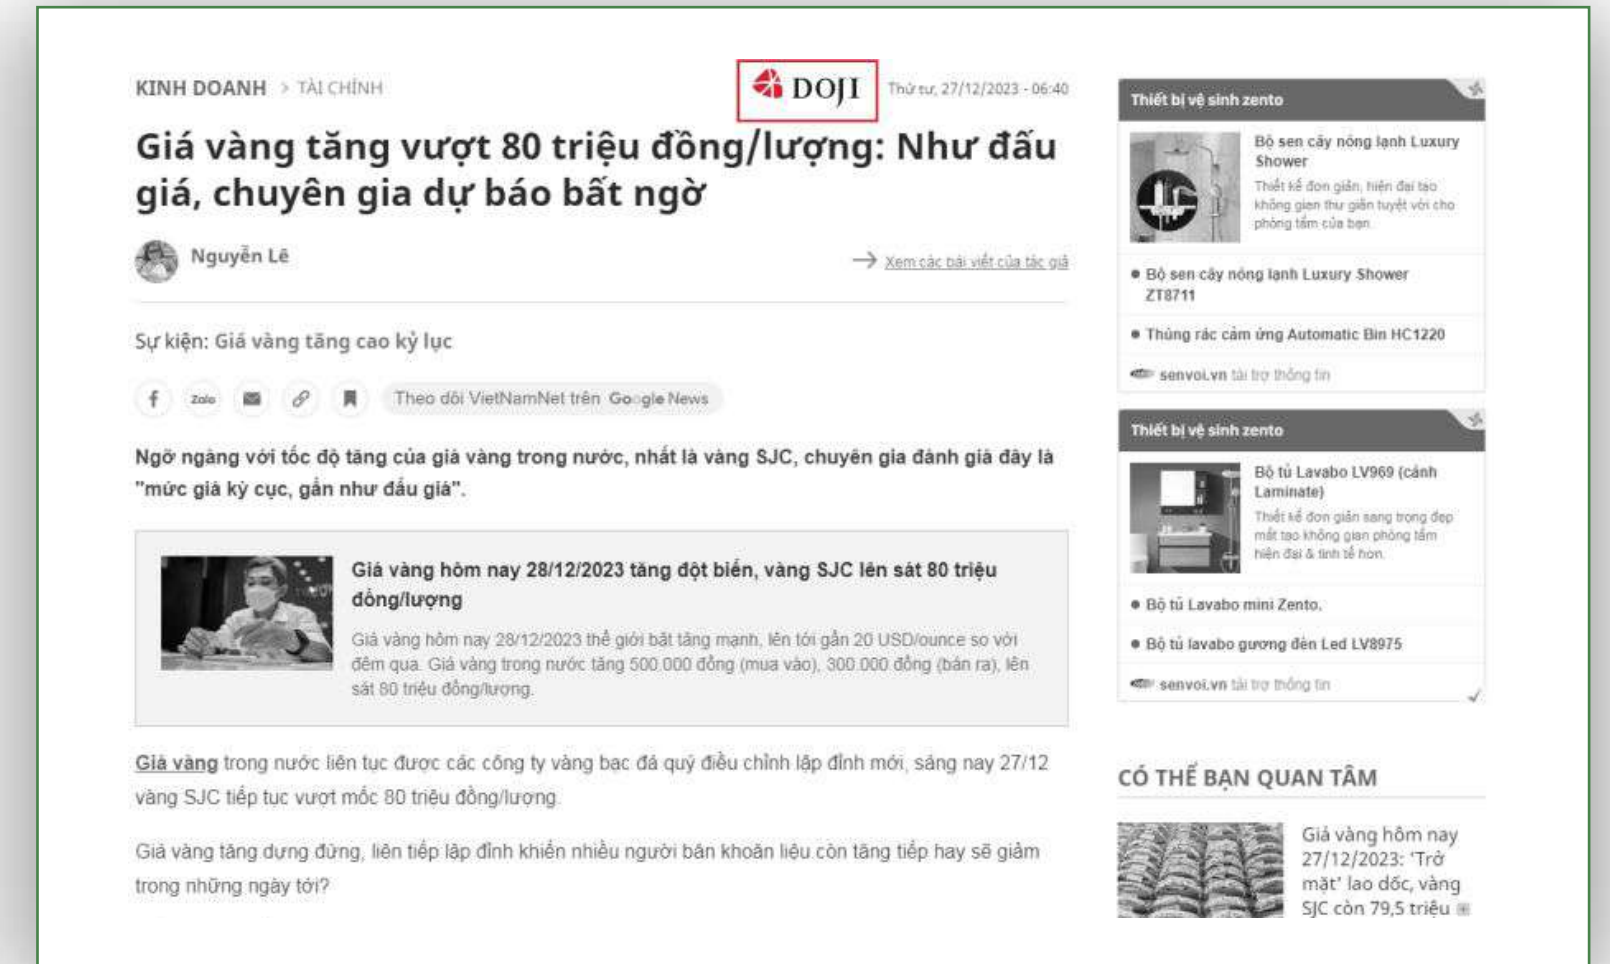 KINH DOANH > TÀI CHÍNH
DOJI
Thứ tư, 27/12/2023 - 06:40
Giá vàng tăng vượt 80 triệu đồng/lượng: Như đấu
giá, chuyên gia dự báo bất ngờ
Nguyễn Lê
Xem các bài viết của tác giả
Sự kiện: Giá vàng tăng cao kỷ lục
Zalo
Theo dõi VietNamNet trên Google News
Ngỡ ngàng với tốc độ tăng của giá vàng trong nước, nhất là vàng SJC, chuyên gia đánh giá đây là
"mức giá kỳ cục, gần như đấu giá".
Giá vàng hôm nay 28/12/2023 tăng đột biến, vàng SJC lên sát 80 triệu
đồng/lượng
Giá vàng hôm nay 28/12/2023 thế giới bật tăng mạnh, lên tới gần 20 USD/ounce so với
đêm qua. Giá vàng trong nước tăng 500.000 đồng (mua vào), 300.000 đồng (bán ra), lên
sát 80 triệu đồng/lượng.
Giá vàng trong nước liên tục được các công ty vàng bạc đá quý điều chỉnh lập đỉnh mới, sáng nay 27/12
vàng SJC tiếp tục vượt mốc 80 triệu đồng/lượng.
Giá vàng tăng dựng đứng, liên tiếp lập đỉnh khiến nhiều người băn khoăn liệu còn tăng tiếp hay sẽ giảm
trong những ngày tới?
Thiết bị vệ sinh zento
Bộ sen cây nóng lạnh Luxury
Shower
Thiết kế đơn giản, hiện đại tạo
không gian thư giãn tuyệt vời cho
phòng tắm của bạn
Bộ sen cây nóng lạnh Luxury Shower
ZT8711
Thùng rác cảm ứng Automatic Bin HC1220
senvoi.vn tài trợ thông tin
Thiết bị vệ sinh zento
Bộ tủ Lavabo LV969 (cánh
Laminate)
Thiết kế đơn giản sang trọng đẹp
mắt tạo không gian phòng tắm
hiện đại & tinh tế hơn.
Bộ tủ Lavabo mini Zento.
Bộ tủ lavabo gương đèn Led LV8975
senvoi.vn tài trợ thông tin
CÓ THỂ BẠN QUAN TÂM
Giá vàng hôm nay
27/12/2023: 'Trở
mặt' lao dốc, vàng
SJC còn 79,5 triệu